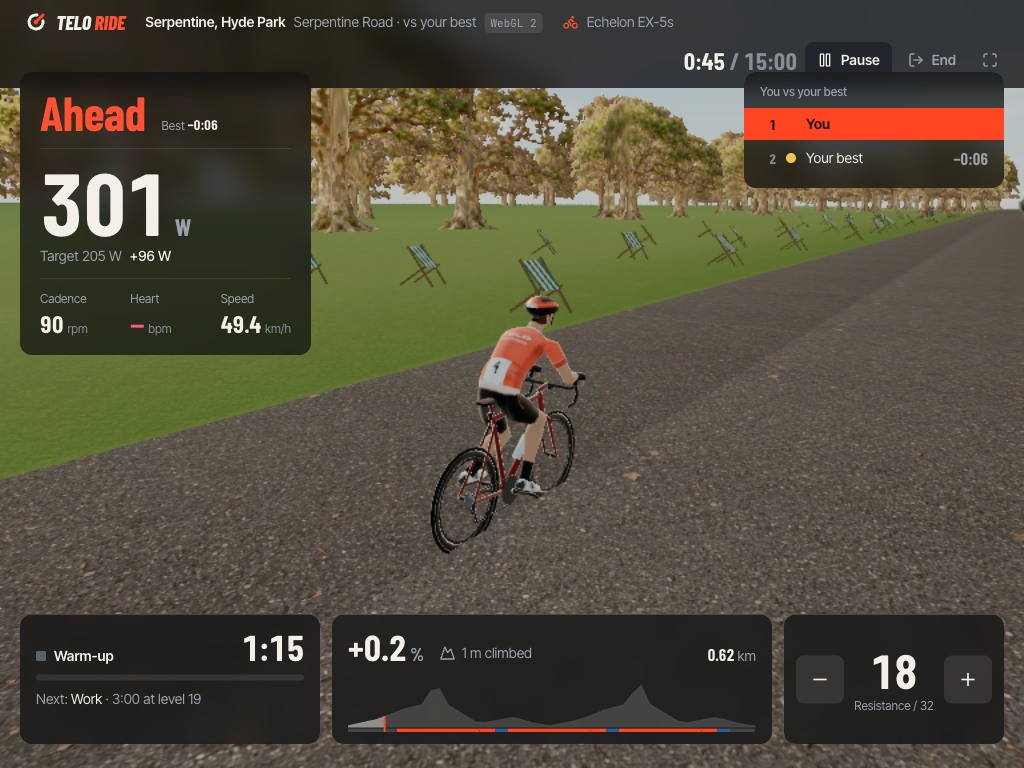 TELO RIDE Serpentine, Hyde Park Serpentine Road · vs your best WebGL 2 Echelon EX-5s
0:45 / 15:00 Pause End
Ahead Best −0:06
301 W
Target 205 W +96 W
Cadence Heart Speed
90 rpm — bpm 49.4 km/h
You vs your best
1 You
2 Your best −0:06
4
Warm-up 1:15
Next: Work · 3:00 at level 19
+0.2 % 1 m climbed 0.62 km
− 18 +
Resistance / 32